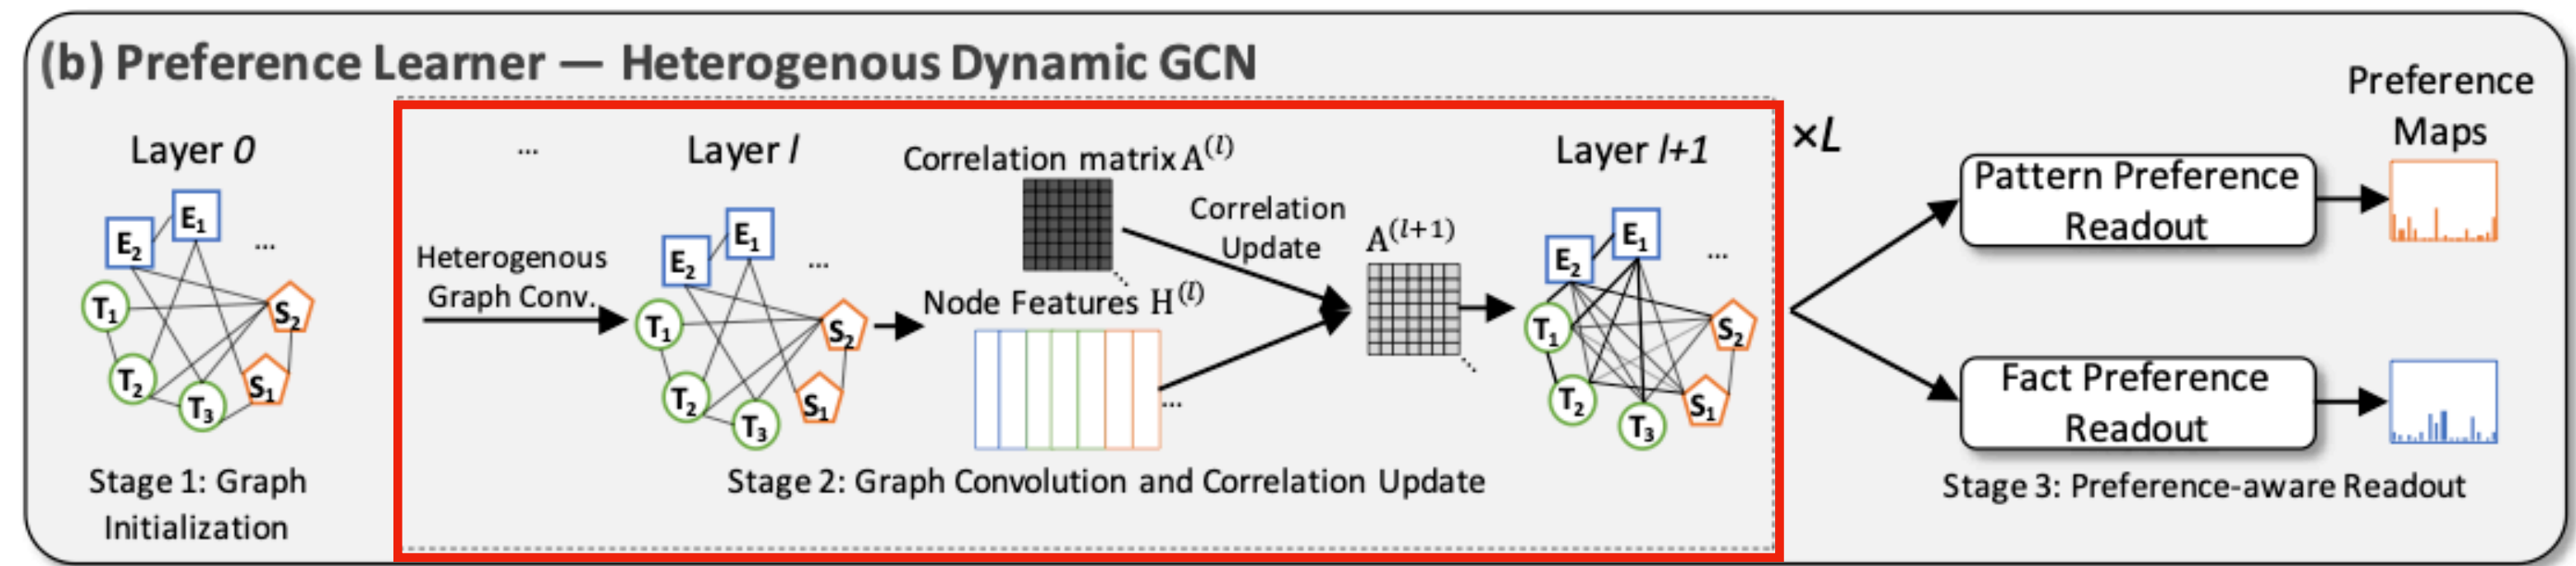 (b) Preference Learner — Heterogenous Dynamic GCN
Layer 0
E₁
E₂
...
T₁
S₂
T₂
S₁
T₃
Stage 1: Graph
Initialization
...
Heterogenous
Graph Conv.
Layer l
E₁
E₂
...
T₁
S₂
T₂
S₁
T₃
Correlation matrix A⁽ˡ⁾
Node Features H⁽ˡ⁾
...
Correlation
Update
A⁽ˡ⁺¹⁾
Layer l+1
E₁
E₂
...
T₁
S₂
T₂
S₁
T₃
Stage 2: Graph Convolution and Correlation Update
×L
Pattern Preference
Readout
Fact Preference
Readout
Preference
Maps
Stage 3: Preference-aware Readout